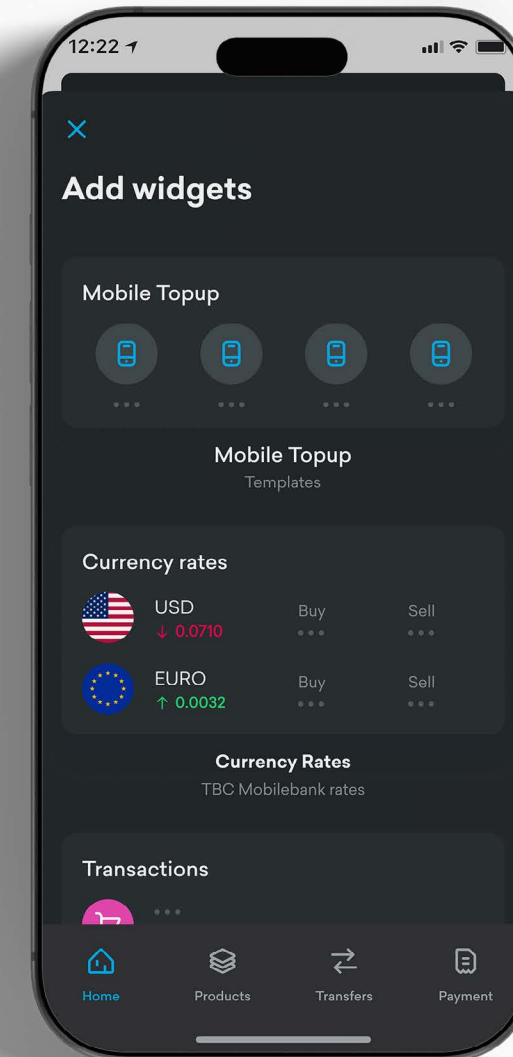 12:22
Add widgets
Mobile Topup
Mobile Topup
Templates
Currency rates
USD Buy Sell
↓ 0.0710
EURO Buy Sell
↑ 0.0032
Currency Rates
TBC Mobilebank rates
Transactions
Home Products Transfers Payment